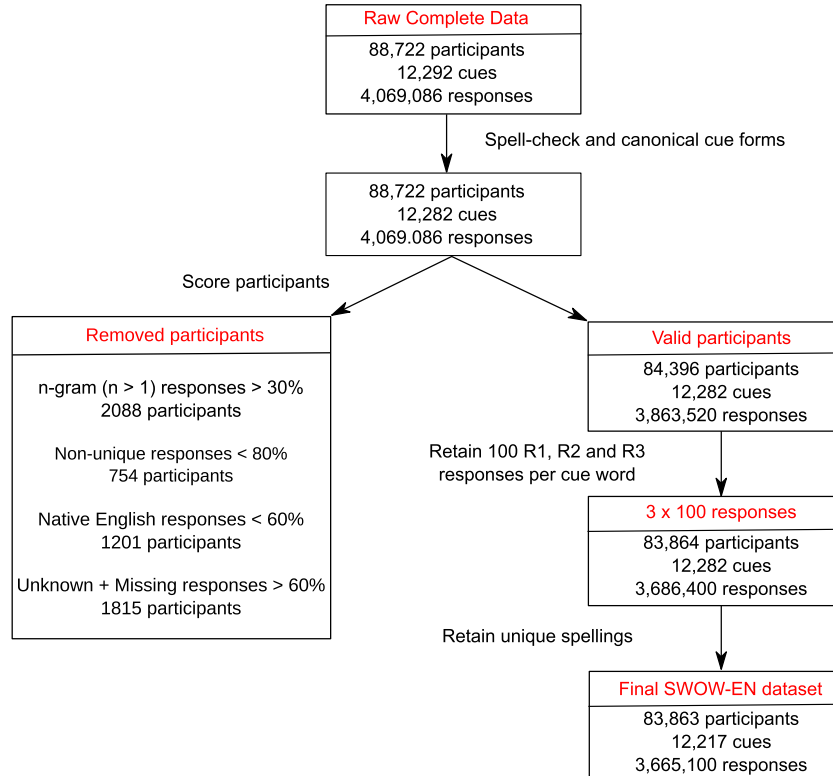 Raw Complete Data
88,722 participants
12,292 cues
4,069,086 responses
Spell-check and canonical cue forms
88,722 participants
12,282 cues
4,069.086 responses
Score participants
Removed participants
n-gram (n > 1) responses > 30%
2088 participants
Non-unique responses < 80%
754 participants
Native English responses < 60%
1201 participants
Unknown + Missing responses > 60%
1815 participants
Valid participants
84,396 participants
12,282 cues
3,863,520 responses
Retain 100 R1, R2 and R3
responses per cue word
3 x 100 responses
83,864 participants
12,282 cues
3,686,400 responses
Retain unique spellings
Final SWOW-EN dataset
83,863 participants
12,217 cues
3,665,100 responses